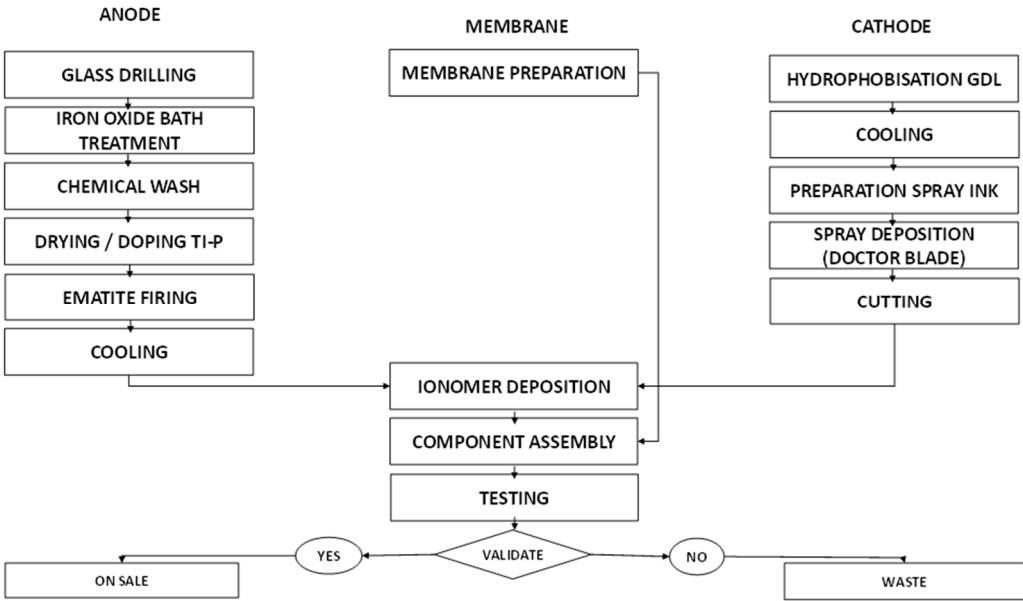 ANODE
GLASS DRILLING
IRON OXIDE BATH
TREATMENT
CHEMICAL WASH
DRYING / DOPING TI-P
EMATITE FIRING
COOLING
MEMBRANE
MEMBRANE PREPARATION
CATHODE
HYDROPHOBISATION GDL
COOLING
PREPARATION SPRAY INK
SPRAY DEPOSITION
(DOCTOR BLADE)
CUTTING
IONOMER DEPOSITION
COMPONENT ASSEMBLY
TESTING
VALIDATE
YES
NO
ON SALE
WASTE